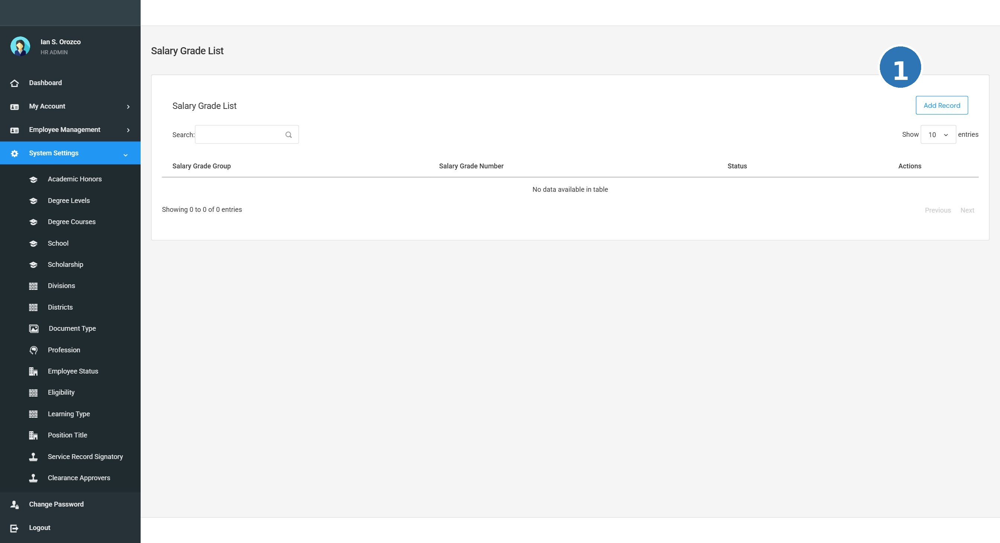 Ian S. Orozco
HR ADMIN
Dashboard
My Account
Employee Management
System Settings
Academic Honors
Degree Levels
Degree Courses
School
Scholarship
Divisions
Districts
Document Type
Profession
Employee Status
Eligibility
Learning Type
Position Title
Service Record Signatory
Clearance Approvers
Change Password
Logout
Salary Grade List
1
Salary Grade List
Add Record
Search:
Show 10 entries
Salary Grade Group Salary Grade Number Status Actions
No data available in table
Showing 0 to 0 of 0 entries
Previous Next